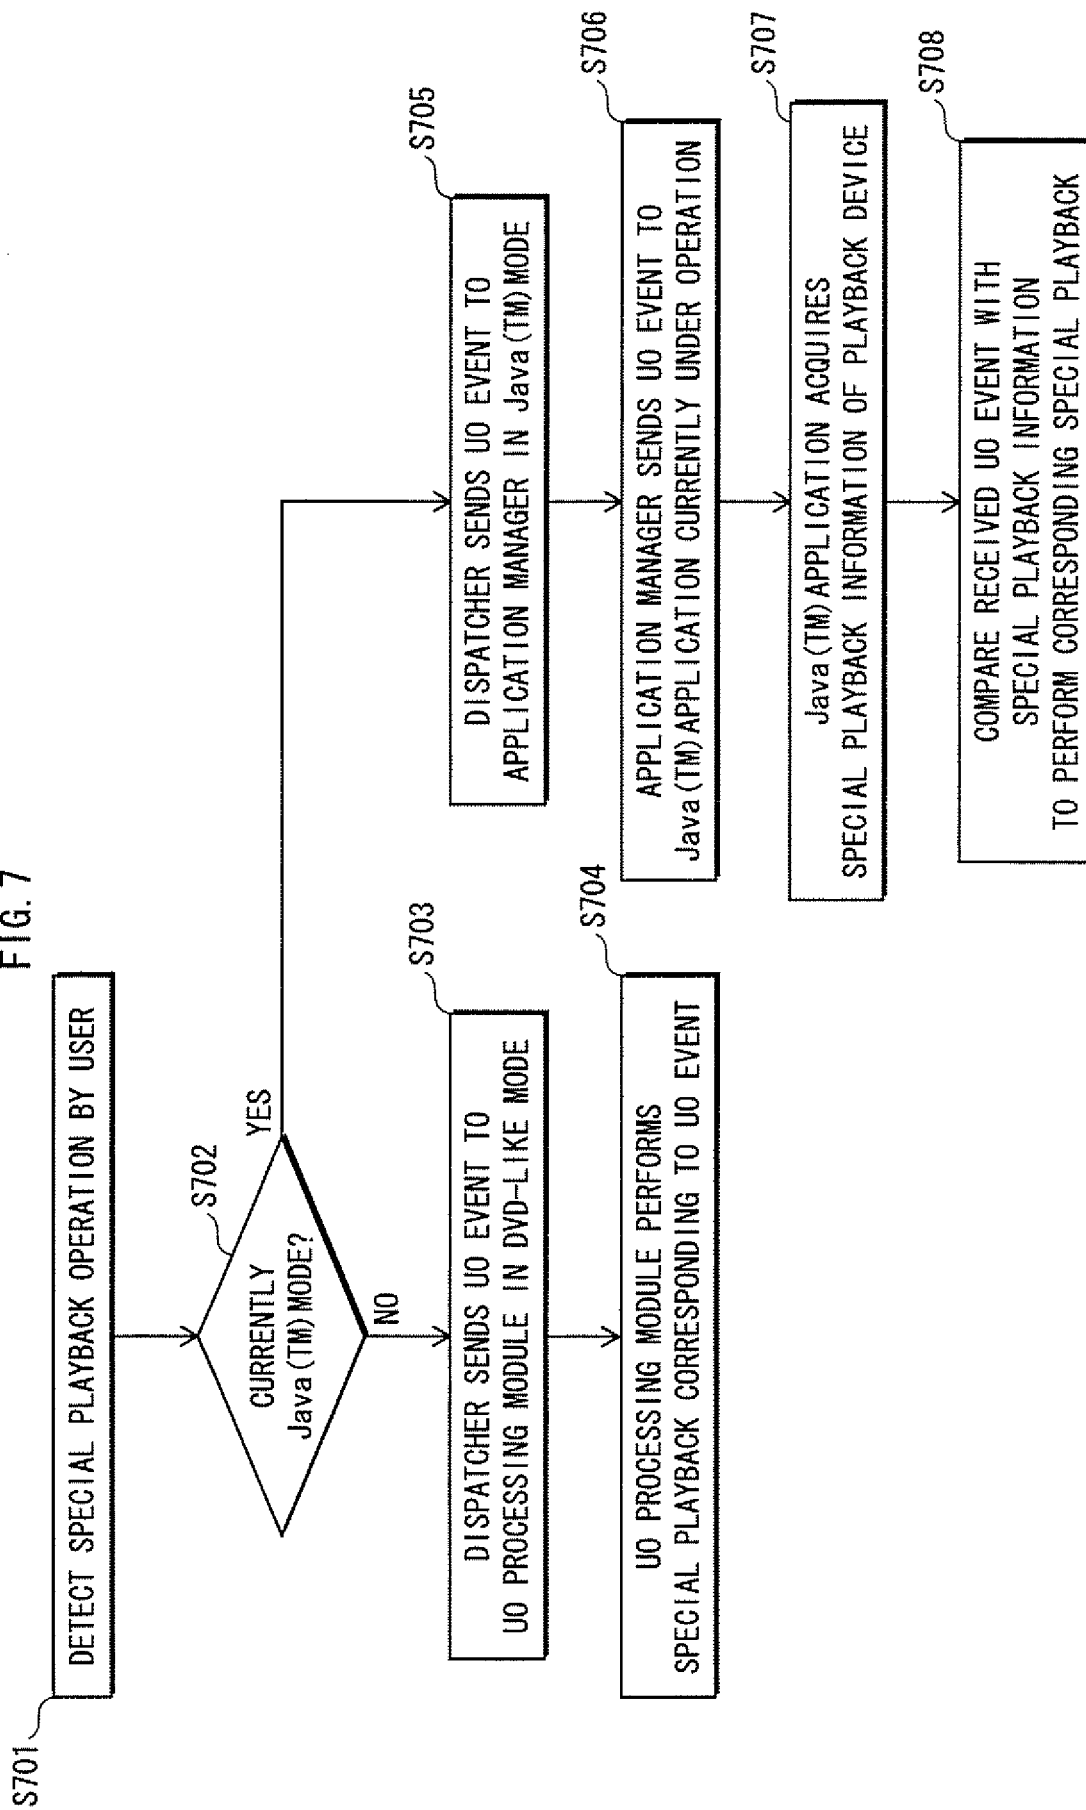 FIG. 7
S701
DETECT SPECIAL PLAYBACK OPERATION BY USER
S702
CURRENTLY
Java(TM)MODE?
YES
NO
S703
DISPATCHER SENDS UO EVENT TO
UO PROCESSING MODULE IN DVD-LIKE MODE
S704
UO PROCESSING MODULE PERFORMS
SPECIAL PLAYBACK CORRESPONDING TO UO EVENT
S705
DISPATCHER SENDS UO EVENT TO
APPLICATION MANAGER IN Java(TM)MODE
S706
APPLICATION MANAGER SENDS UO EVENT TO
Java(TM)APPLICATION CURRENTLY UNDER OPERATION
S707
Java(TM)APPLICATION ACQUIRES
SPECIAL PLAYBACK INFORMATION OF PLAYBACK DEVICE
S708
COMPARE RECEIVED UO EVENT WITH
SPECIAL PLAYBACK INFORMATION
TO PERFORM CORRESPONDING SPECIAL PLAYBACK